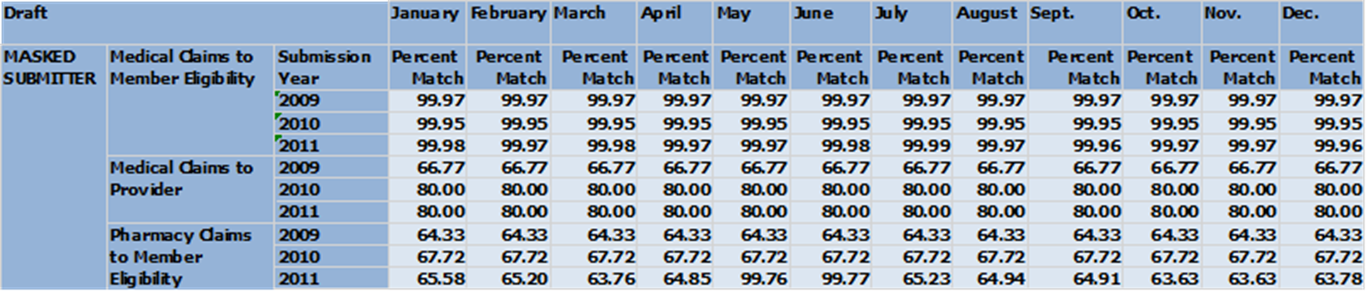 Draft January February March April May June July August Sept. Oct. Nov. Dec.
MASKED Medical Claims to Submission Percent Percent Percent Percent Percent Percent Percent Percent Percent Percent Percent Percent
SUBMITTER Member Eligibility Year Match Match Match Match Match Match Match Match Match Match Match Match
2009 99.97 99.97 99.97 99.97 99.97 99.97 99.97 99.97 99.97 99.97 99.97 99.97
2010 99.95 99.95 99.95 99.95 99.95 99.95 99.95 99.95 99.95 99.95 99.95 99.95
2011 99.98 99.97 99.98 99.97 99.97 99.98 99.99 99.97 99.96 99.97 99.97 99.96
Medical Claims to 2009 66.77 66.77 66.77 66.77 66.77 66.77 66.77 66.77 66.77 66.77 66.77 66.77
Provider 2010 80.00 80.00 80.00 80.00 80.00 80.00 80.00 80.00 80.00 80.00 80.00 80.00
2011 80.00 80.00 80.00 80.00 80.00 80.00 80.00 80.00 80.00 80.00 80.00 80.00
Pharmacy Claims 2009 64.33 64.33 64.33 64.33 64.33 64.33 64.33 64.33 64.33 64.33 64.33 64.33
to Member 2010 67.72 67.72 67.72 67.72 67.72 67.72 67.72 67.72 67.72 67.72 67.72 67.72
Eligibility 2011 65.58 65.20 63.76 64.85 99.76 99.77 65.23 64.94 64.91 63.63 63.63 63.78